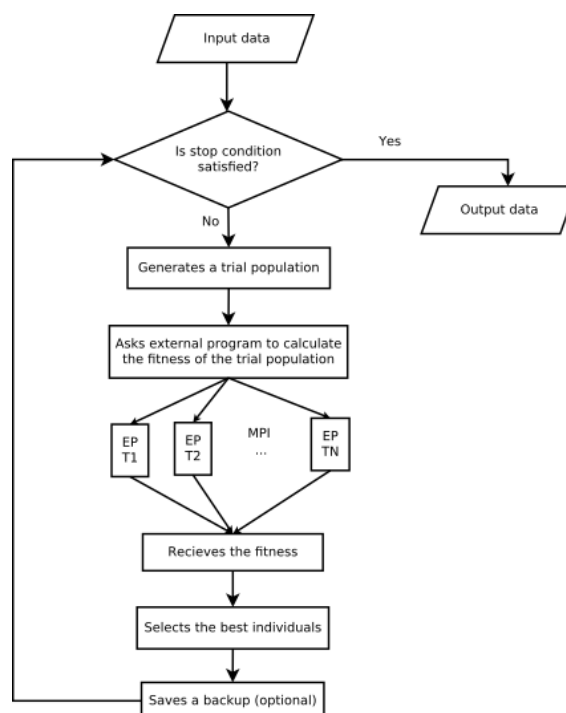 Input data
Is stop condition
satisfied?
Yes
Output data
No
Generates a trial population
Asks external program to calculate
the fitness of the trial population
EP
T1
EP
T2
MPI
...
EP
TN
Recieves the fitness
Selects the best individuals
Saves a backup (optional)